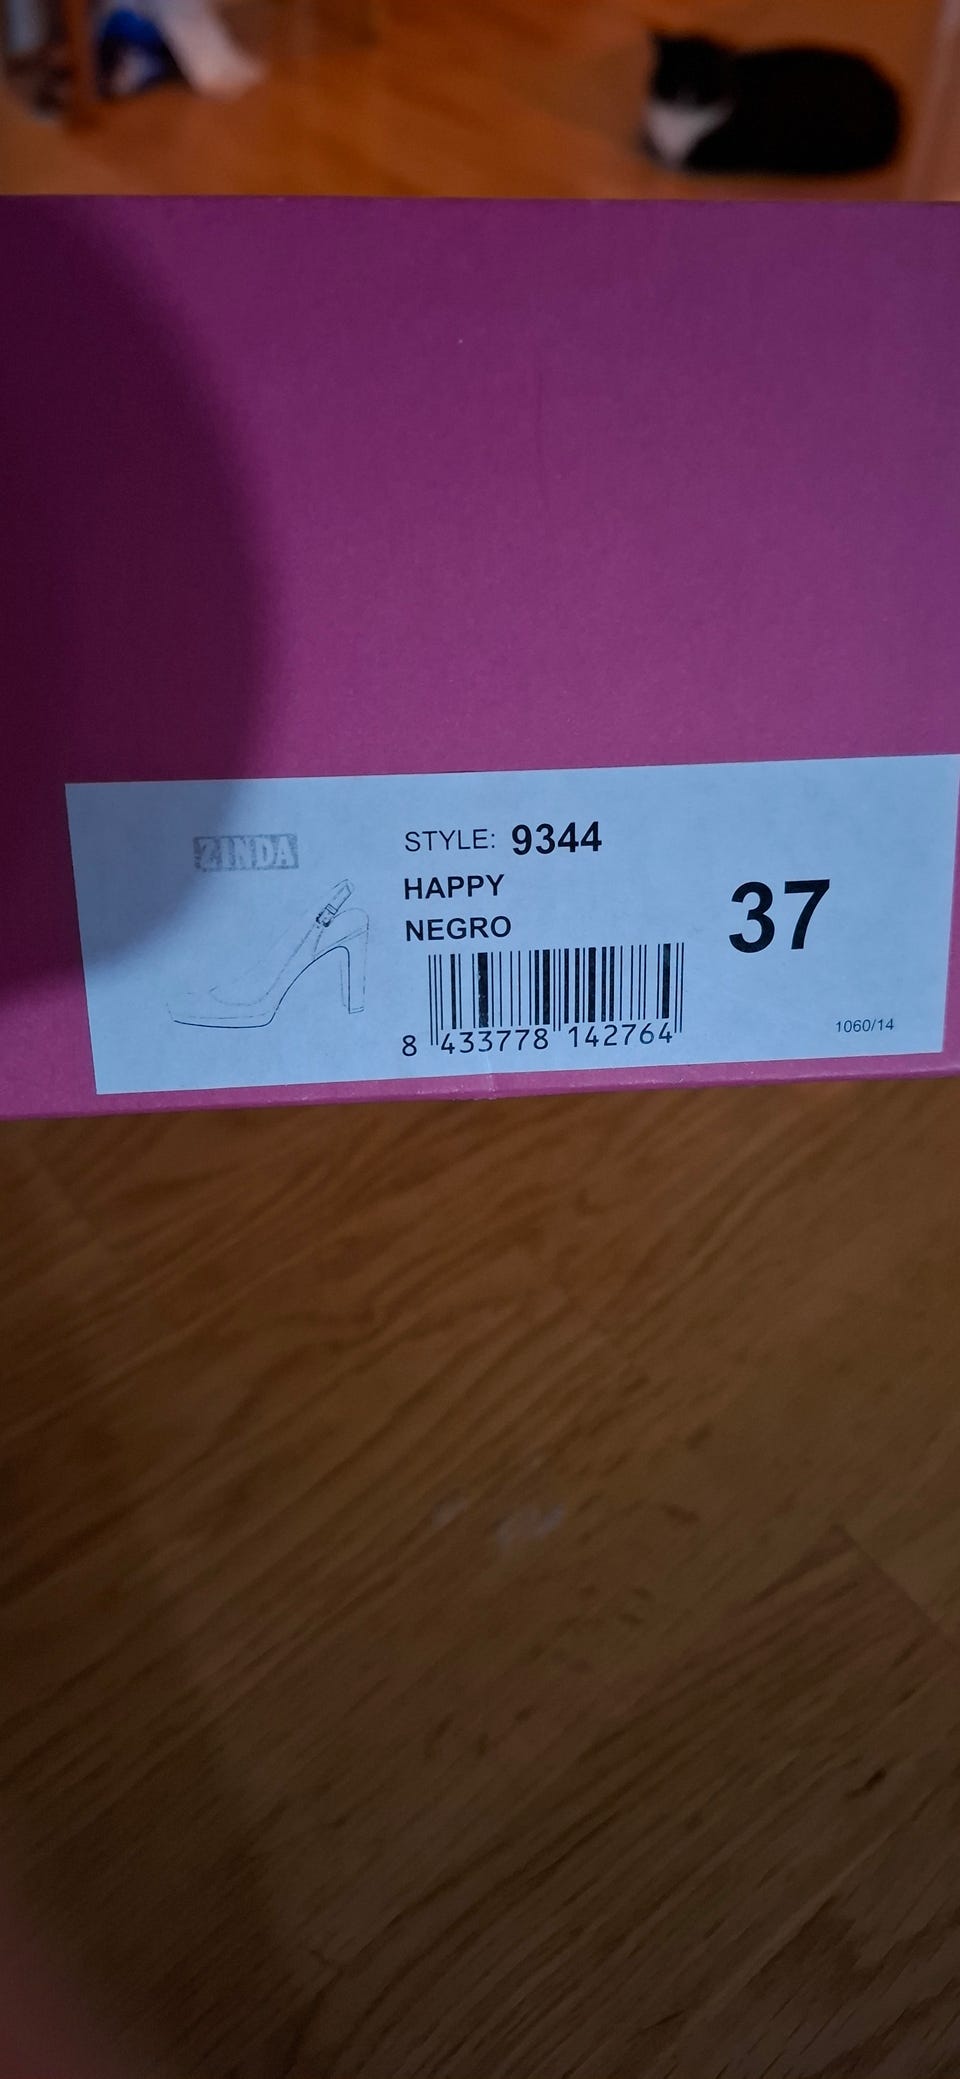 ZINDA
STYLE: 9344
HAPPY
NEGRO
37
8 433778 142764
1060/14